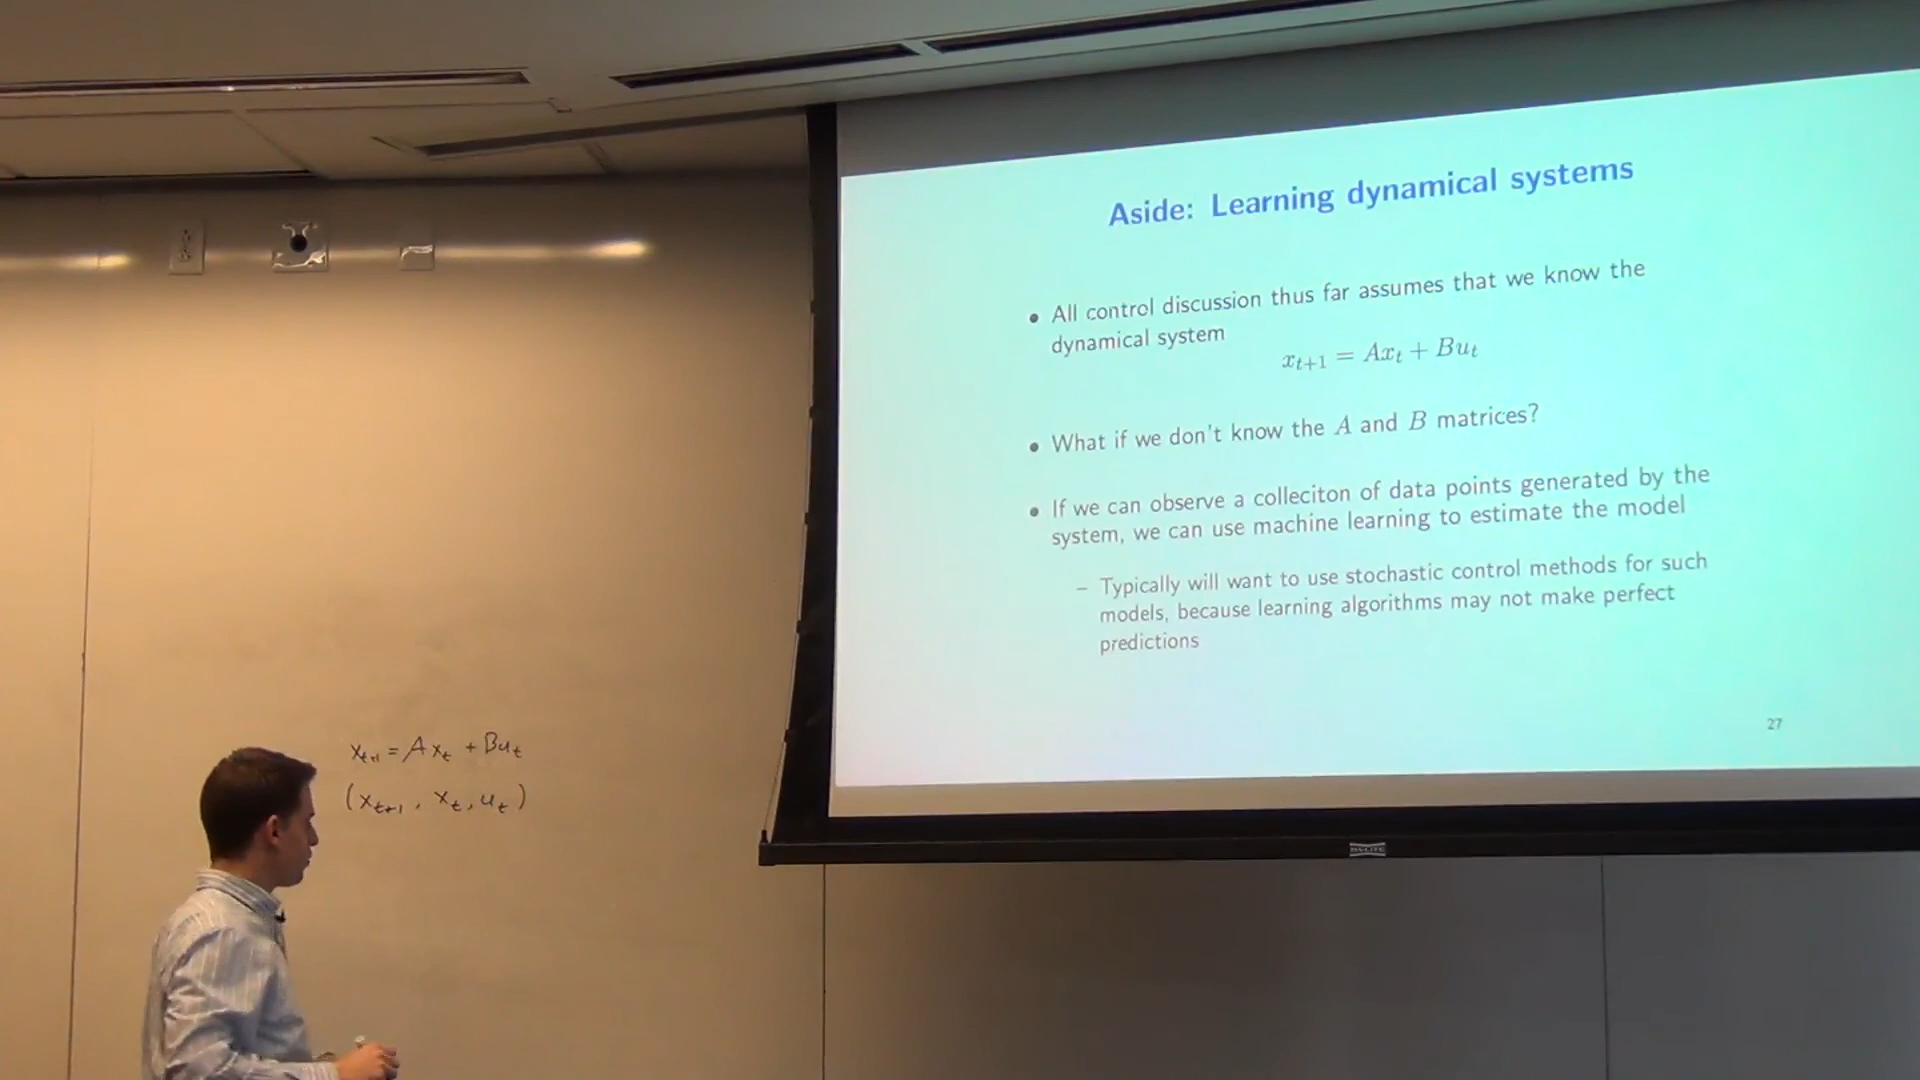 Aside: Learning dynamical systems
• All control discussion thus far assumes that we know the
dynamical system
xₜ₊₁ = Axₜ + Buₜ
• What if we don't know the A and B matrices?
• If we can observe a colleciton of data points generated by the
system, we can use machine learning to estimate the model
– Typically will want to use stochastic control methods for such
models, because learning algorithms may not make perfect
predictions
27
xₜ₊₁ = Axₜ + Buₜ
(xₜ₊₁, xₜ, uₜ)
DA-LITE